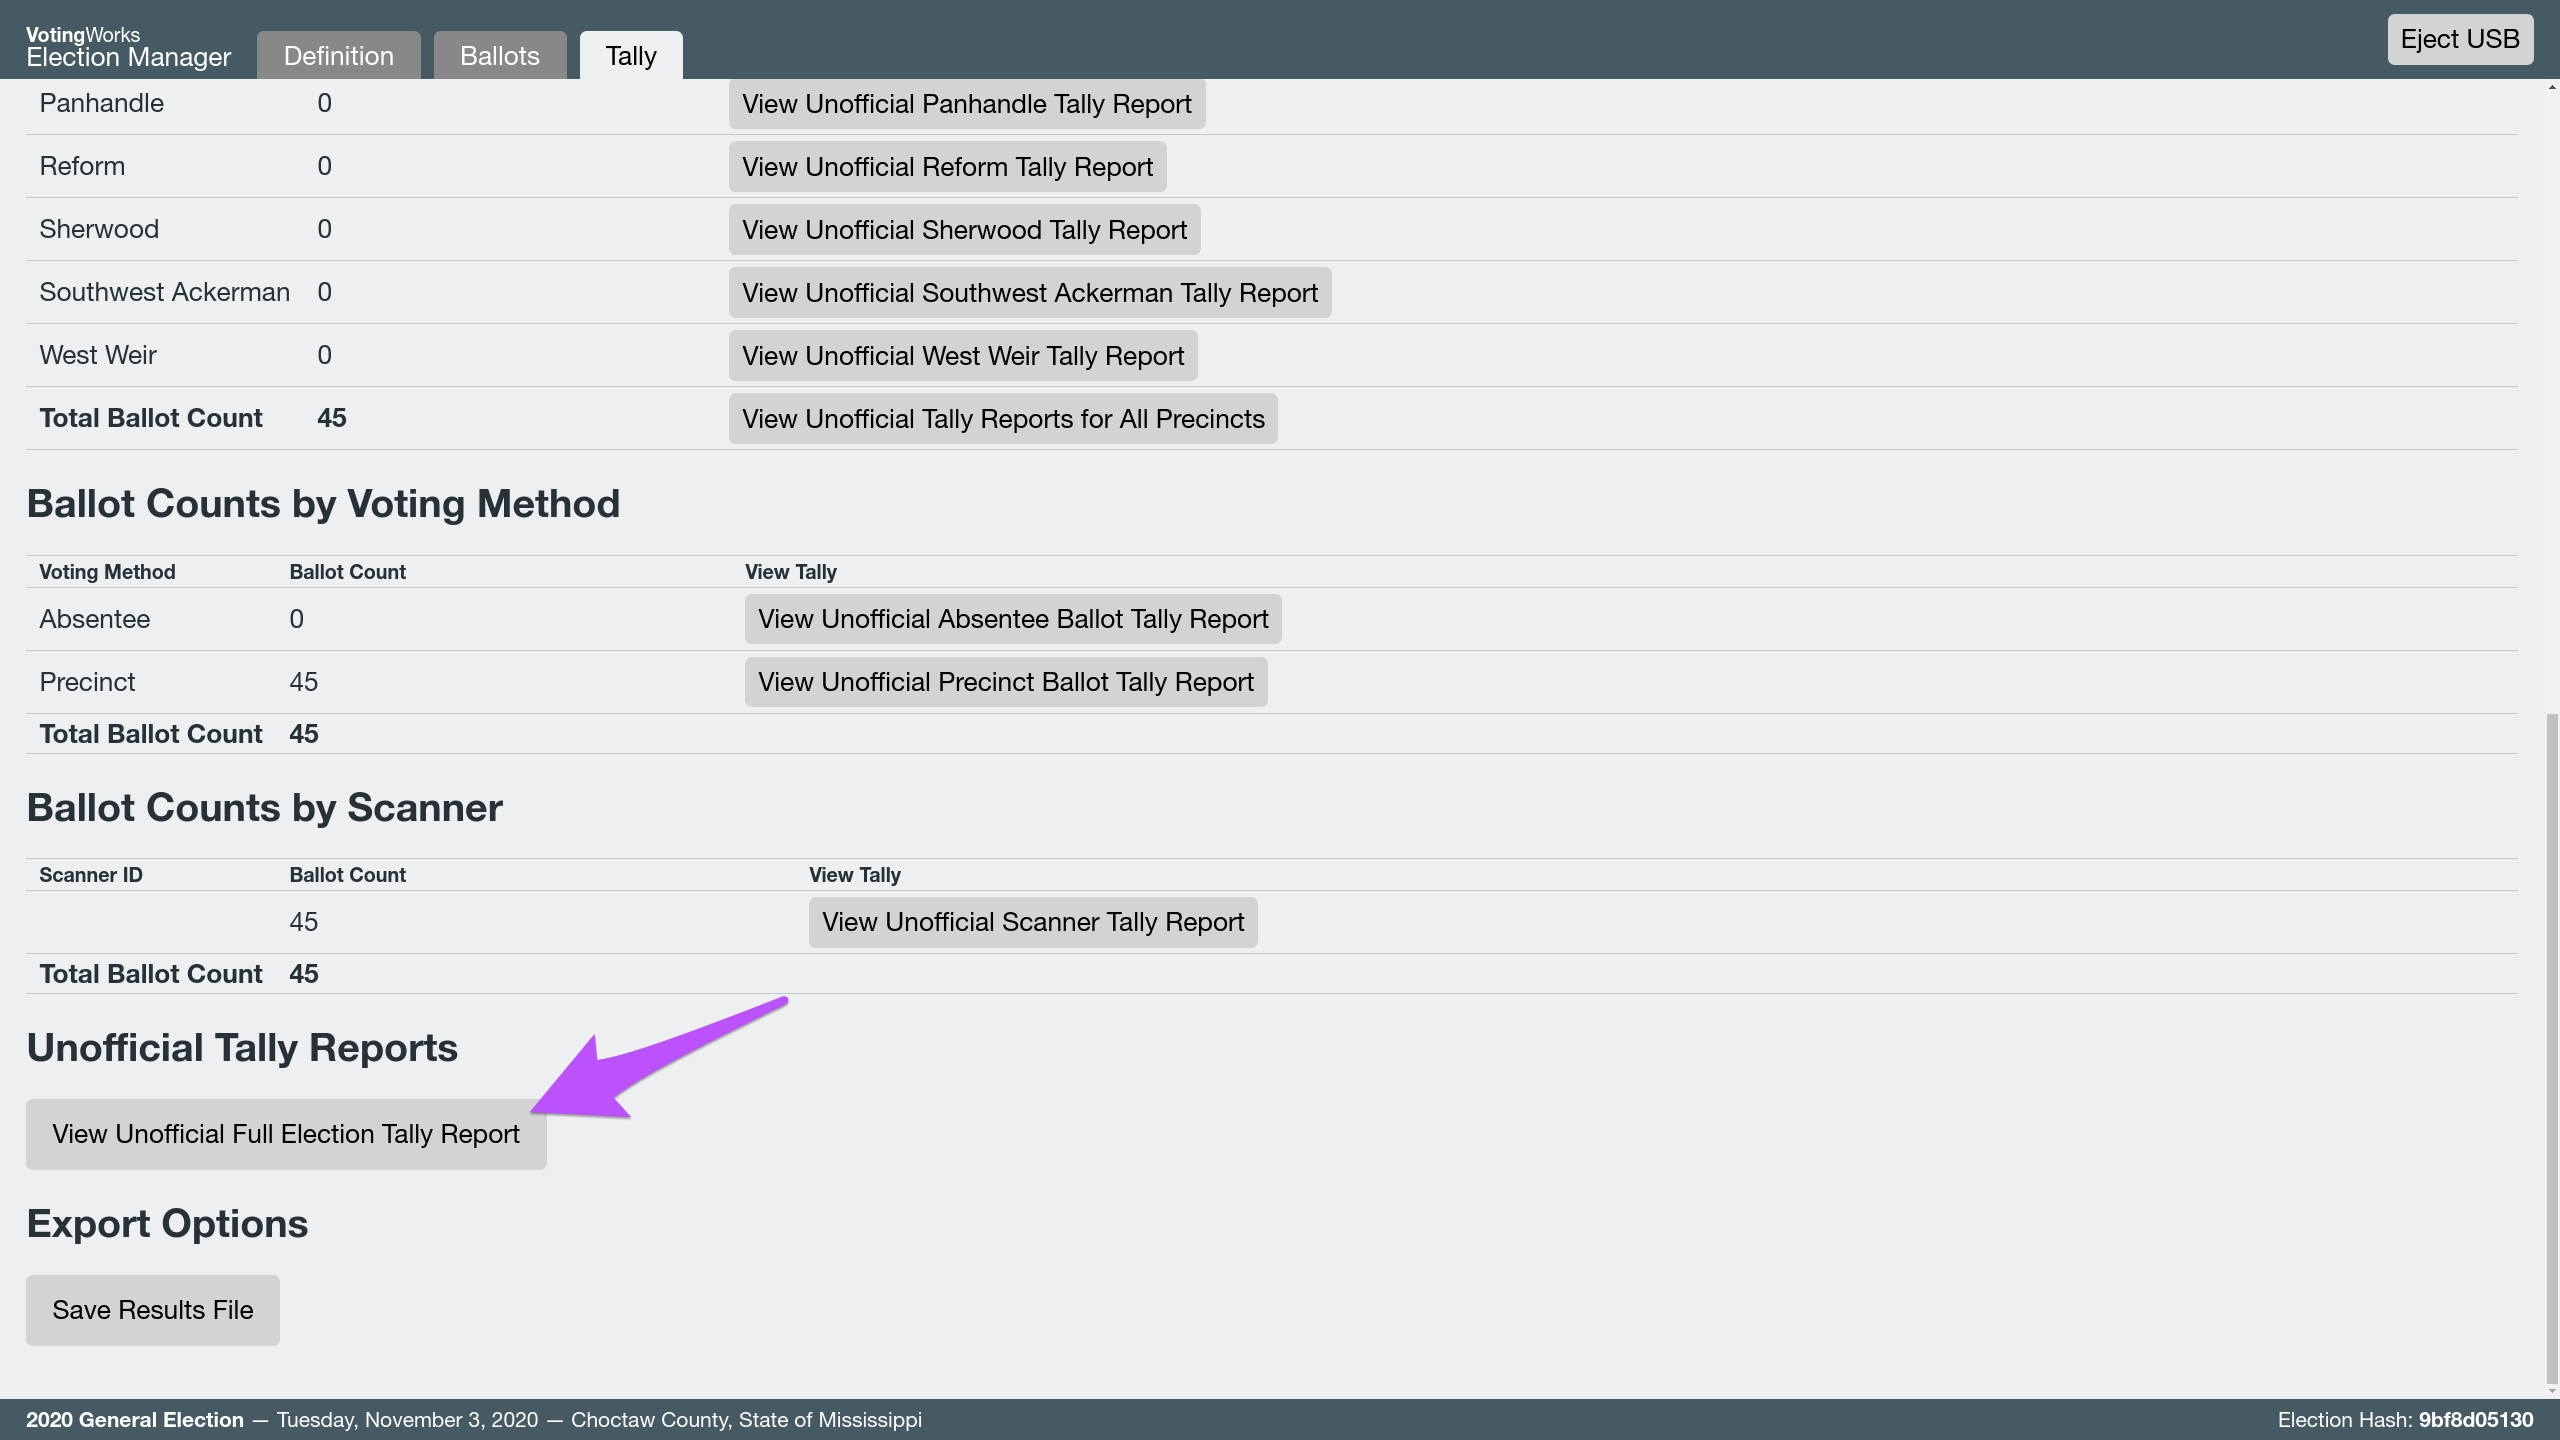 VotingWorks
Election Manager
Definition
Ballots
Tally
Eject USB
Panhandle 0 View Unofficial Panhandle Tally Report
Reform 0 View Unofficial Reform Tally Report
Sherwood 0 View Unofficial Sherwood Tally Report
Southwest Ackerman 0 View Unofficial Southwest Ackerman Tally Report
West Weir 0 View Unofficial West Weir Tally Report
Total Ballot Count 45 View Unofficial Tally Reports for All Precincts
Ballot Counts by Voting Method
Voting Method Ballot Count View Tally
Absentee 0 View Unofficial Absentee Ballot Tally Report
Precinct 45 View Unofficial Precinct Ballot Tally Report
Total Ballot Count 45
Ballot Counts by Scanner
Scanner ID Ballot Count View Tally
45 View Unofficial Scanner Tally Report
Total Ballot Count 45
Unofficial Tally Reports
View Unofficial Full Election Tally Report
Export Options
Save Results File
2020 General Election — Tuesday, November 3, 2020 — Choctaw County, State of Mississippi
Election Hash: 9bf8d05130